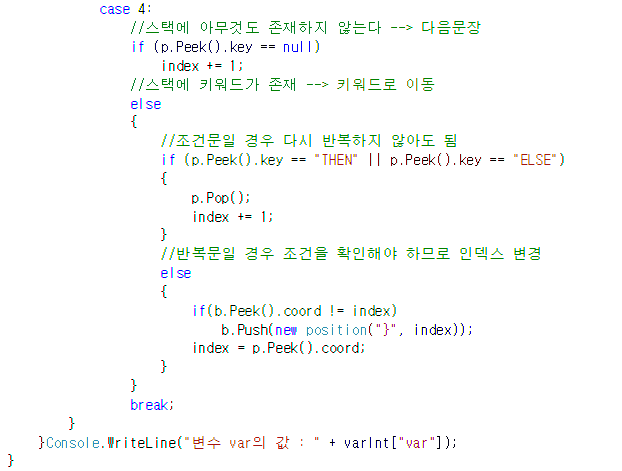 case 4:
//스택에 아무것도 존재하지 않는다 --> 다음문장
if (p.Peek().key == null)
index += 1;
//스택에 키워드가 존재 --> 키워드로 이동
else
{
//조건문일 경우 다시 반복하지 않아도 됨
if (p.Peek().key == "THEN" || p.Peek().key == "ELSE")
{
p.Pop();
index += 1;
}
//반복문일 경우 조건을 확인해야 하므로 인덱스 변경
else
{
if(b.Peek().coord != index)
b.Push(new position("}", index));
index = p.Peek().coord;
}
}
break;
}
}Console.WriteLine("변수 var의 값 : " + varInt["var"]);
}